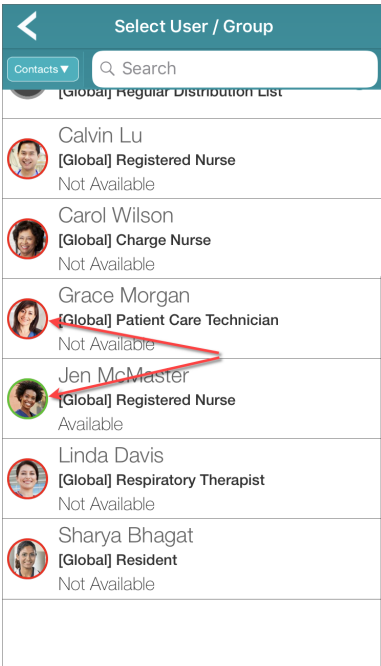 Select User / Group
Contacts▼
Search
[Global] Regular Distribution List
Calvin Lu
[Global] Registered Nurse
Not Available
Carol Wilson
[Global] Charge Nurse
Not Available
Grace Morgan
[Global] Patient Care Technician
Not Available
Jen McMaster
[Global] Registered Nurse
Available
Linda Davis
[Global] Respiratory Therapist
Not Available
Sharya Bhagat
[Global] Resident
Not Available